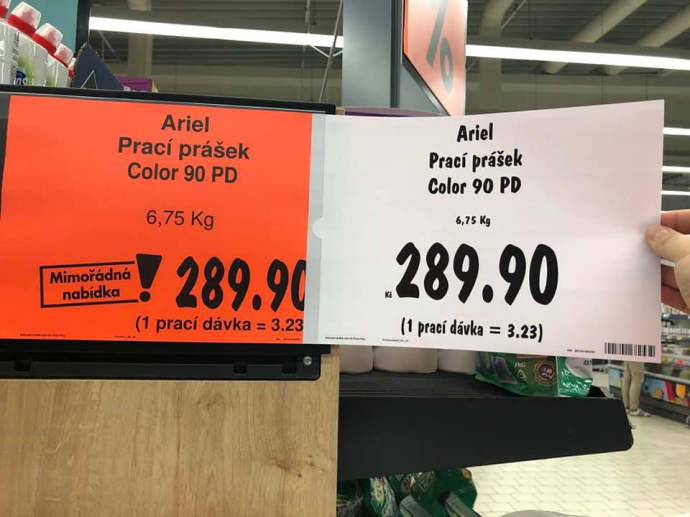 Ariel
Prací prášek
Color 90 PD
6,75 Kg
Mimořádná
nabídka
! 289.90
(1 prací dávka = 3.23
%
Ariel
Prací prášek
Color 90 PD
6,75 Kg
Kč 289.90
(1 prací dávka = 3.23)
P&G